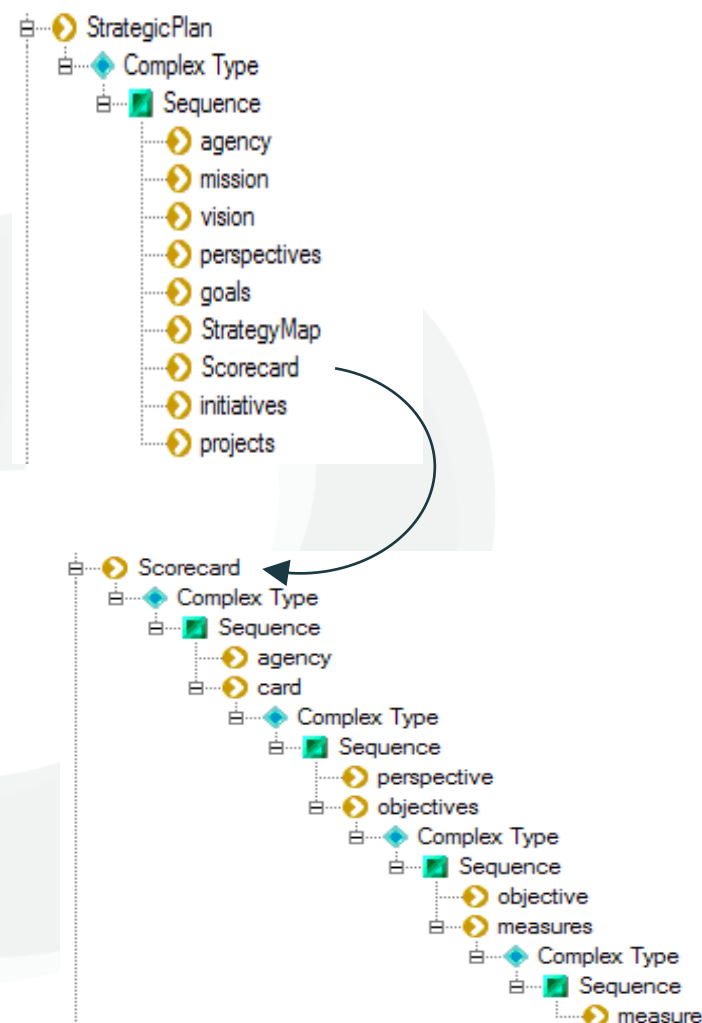 StrategicPlan
Complex Type
Sequence
agency
mission
vision
perspectives
goals
StrategyMap
Scorecard
initiatives
projects
Scorecard
Complex Type
Sequence
agency
card
Complex Type
Sequence
perspective
objectives
Complex Type
Sequence
objective
measures
Complex Type
Sequence
measure